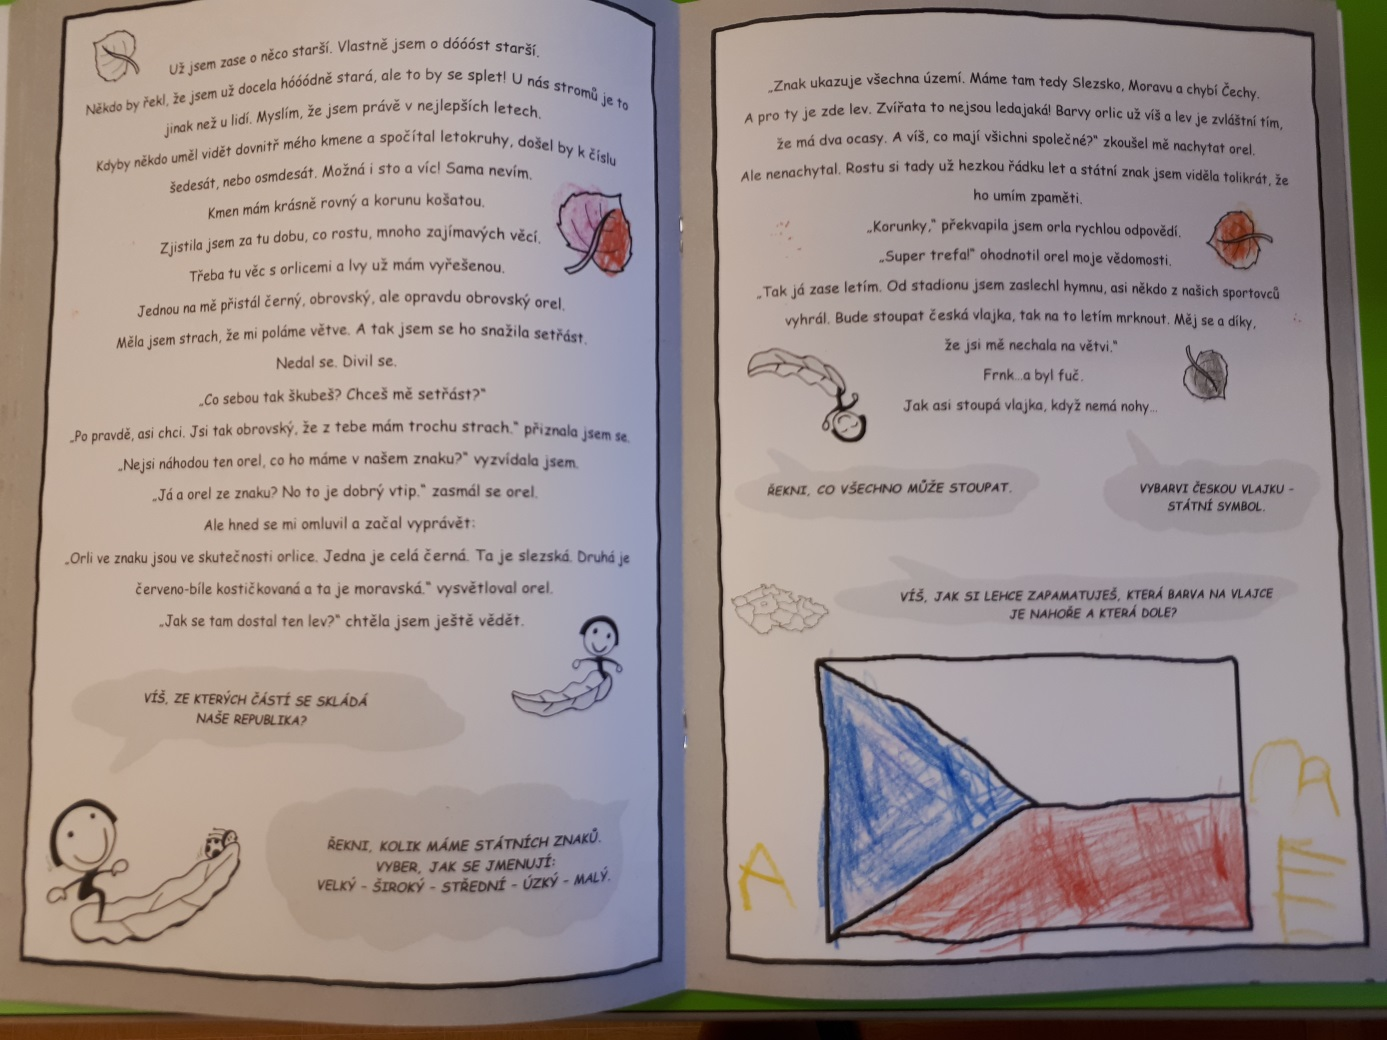 Už jsem zase o něco starší. Vlastně jsem o dóóóst starší.
Někdo by řekl, že jsem už docela hóóódně stará, ale to by se splet! U nás stromů je to
jinak než u lidí. Myslím, že jsem právě v nejlepších letech.
Kdyby někdo uměl vidět dovnitř mého kmene a spočítal letokruhy, došel by k číslu
šedesát, nebo osmdesát. Možná i sto a víc! Sama nevím.
Kmen mám krásně rovný a korunu košatou.
Zjistila jsem za tu dobu, co rostu, mnoho zajímavých věcí.
Třeba tu věc s orlicemi a lvy už mám vyřešenou.
Jednou na mě přistál černý, obrovský, ale opravdu obrovský orel.
Měla jsem strach, že mi poláme větve. A tak jsem se ho snažila setřást.
Nedal se. Divil se.
„Co sebou tak škubeš? Chceš mě setřást?“
„Po pravdě, asi chci. Jsi tak obrovský, že z tebe mám trochu strach.“ přiznala jsem se.
„Nejsi náhodou ten orel, co ho máme v našem znaku?“ vyzvídala jsem.
„Já a orel ze znaku? No to je dobrý vtip.“ zasmál se orel.
Ale hned se mi omluvil a začal vyprávět:
„Orli ve znaku jsou ve skutečnosti orlice. Jedna je celá černá. Ta je slezská. Druhá je
červeno-bíle kostičkovaná a ta je moravská.“ vysvětloval orel.
„Jak se tam dostal ten lev?“ chtěla jsem ještě vědět.
VÍŠ, ZE KTERÝCH ČÁSTÍ SE SKLÁDÁ
NAŠE REPUBLIKA?
ŘEKNI, KOLIK MÁME STÁTNÍCH ZNAKŮ.
VYBER, JAK SE JMENUJÍ:
VELKÝ – ŠIROKÝ – STŘEDNÍ – ÚZKÝ – MALÝ.
„Znak ukazuje všechna území. Máme tam tedy Slezsko, Moravu a chybí Čechy.
A pro ty je zde lev. Zvířata to nejsou ledajaká! Barvy orlic už víš a lev je zvláštní tím,
že má dva ocasy. A víš, co mají všichni společné?“ zkoušel mě nachytat orel.
Ale nenachytal. Rostu si tady už hezkou řádku let a státní znak jsem viděla tolikrát, že
ho umím zpaměti.
„Korunky,“ překvapila jsem orla rychlou odpovědí.
„Super trefa!“ ohodnotil orel moje vědomosti.
„Tak já zase letím. Od stadionu jsem zaslechl hymnu, asi někdo z našich sportovců
vyhrál. Bude stoupat česká vlajka, tak na to letím mrknout. Měj se a díky,
že jsi mě nechala na větvi.“
Frnk...a byl fuč.
Jak asi stoupá vlajka, když nemá nohy...
ŘEKNI, CO VŠECHNO MŮŽE STOUPAT.
VYBARVI ČESKOU VLAJKU –
STÁTNÍ SYMBOL.
VÍŠ, JAK SI LEHCE ZAPAMATUJEŠ, KTERÁ BARVA NA VLAJCE
JE NAHOŘE A KTERÁ DOLE?
A
E